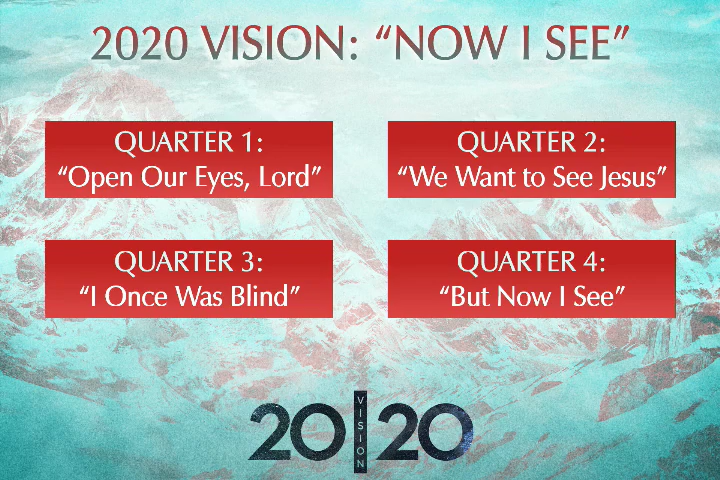 2020 VISION: “NOW I SEE”
QUARTER 1:
“Open Our Eyes, Lord”
QUARTER 2:
“We Want to See Jesus”
QUARTER 3:
“I Once Was Blind”
QUARTER 4:
“But Now I See”
20 VISION 20